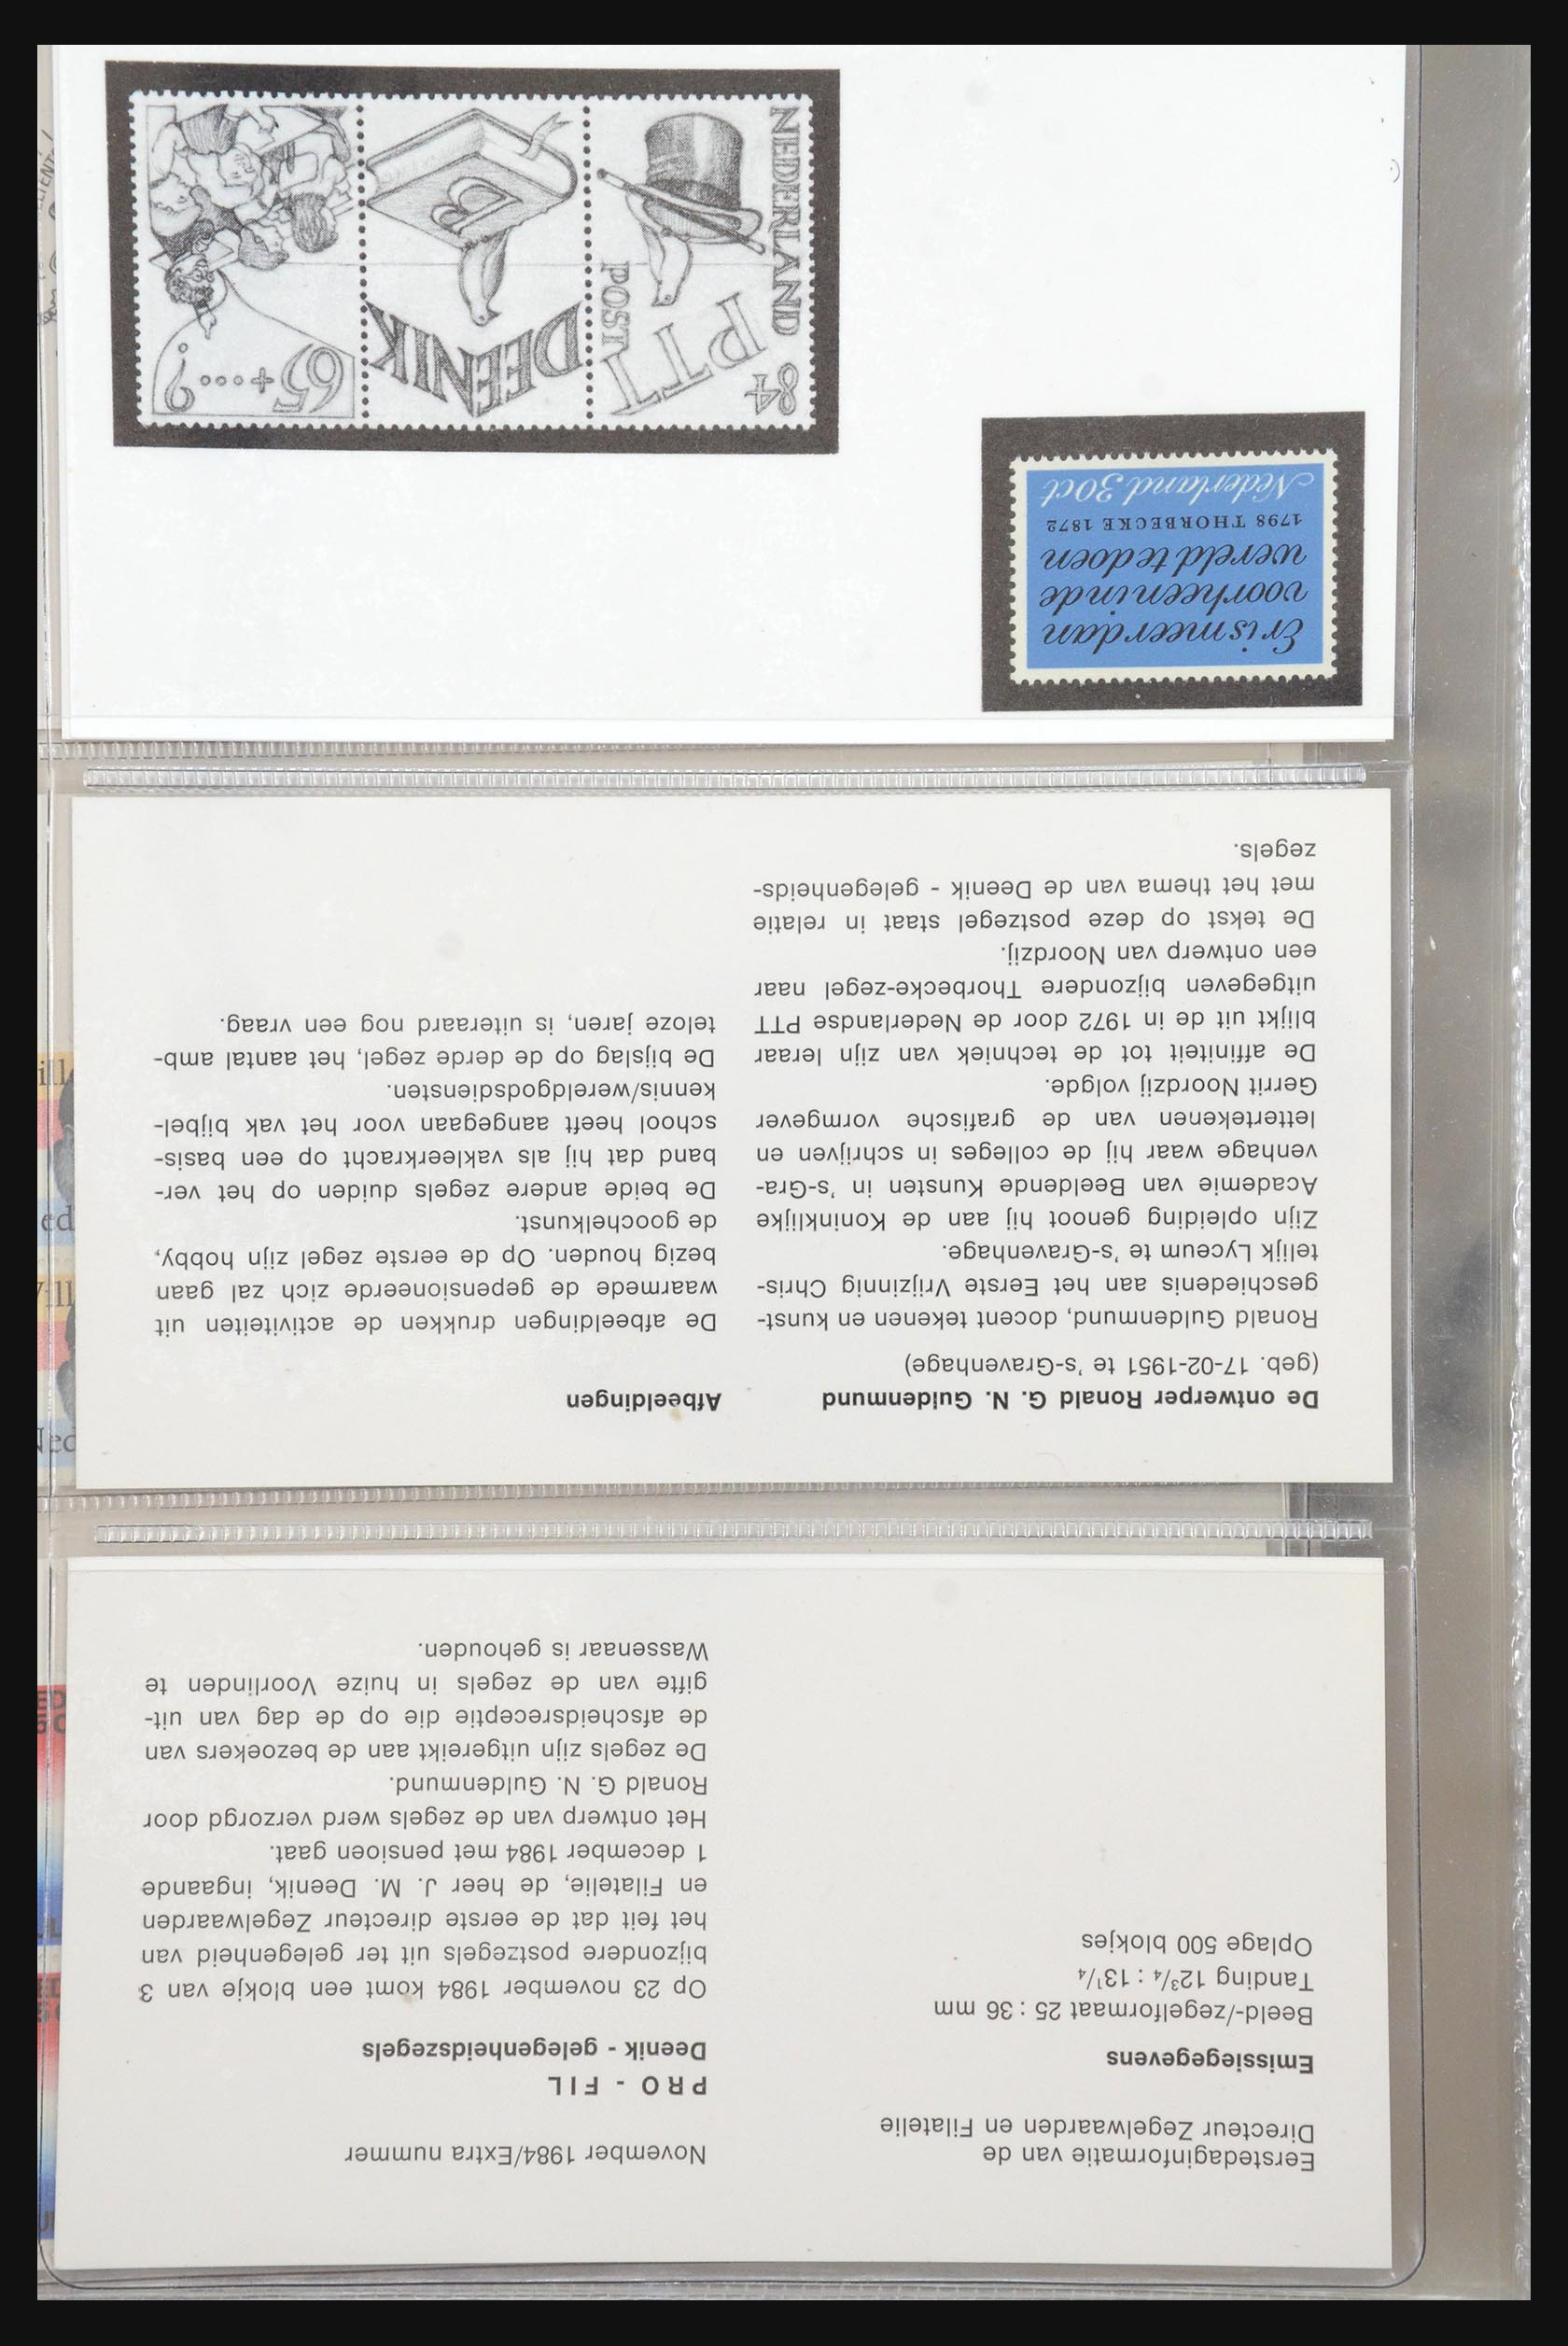 Eerstedaginformatie van de
Directeur Zegelwaarden en Filatelie
Emissiegegevens
Beeld-/zegelformaat 25 : 36 mm
Tanding 12³/₄ : 13¹/₄
Oplage 500 blokjes
November 1984/Extra nummer
PRO - FIL
Deenik - gelegenheidszegels
Op 23 november 1984 komt een blokje van 3
bijzondere postzegels uit ter gelegenheid van
het feit dat de eerste directeur Zegelwaarden
en Filatelie, de heer J. M. Deenik, ingaande
1 december 1984 met pensioen gaat.
Het ontwerp van de zegels werd verzorgd door
Ronald G. N. Guldenmund.
De zegels zijn uitgereikt aan de bezoekers van
de afscheidsreceptie die op de dag van uit-
gifte van de zegels in huize Voorlinden te
Wassenaar is gehouden.
De ontwerper Ronald G. N. Guldenmund
(geb. 17-02-1951 te 's-Gravenhage)
Ronald Guldenmund, docent tekenen en kunst-
geschiedenis aan het Eerste Vrijzinnig Chris-
telijk Lyceum te 's-Gravenhage.
Zijn opleiding genoot hij aan de Koninklijke
Academie van Beeldende Kunsten in 's-Gra-
venhage waar hij de colleges in schrijven en
lettertekenen van de grafische vormgever
Gerrit Noordzij volgde.
De affiniteit tot de techniek van zijn leraar
blijkt uit de in 1972 door de Nederlandse PTT
uitgegeven bijzondere Thorbecke-zegel naar
een ontwerp van Noordzij.
De tekst op deze postzegel staat in relatie
met het thema van de Deenik - gelegenheids-
zegels.
Afbeeldingen
De afbeeldingen drukken de activiteiten uit
waarmede de gepensioneerde zich zal gaan
bezig houden. Op de eerste zegel zijn hobby,
de goochelkunst.
De beide andere zegels duiden op het ver-
band dat hij als vakleerkracht op een basis-
school heeft aangegaan voor het vak bijbel-
kennis/wereldgodsdiensten.
De bijslag op de derde zegel, het aantal amb-
teloze jaren, is uiteraard nog een vraag.
Er is meer dan
voorheen in de
wereld te doen
1798 THORBECKE 1872
Nederland 30ct
84
PTT
POST
NEDERLAND
DEENIK
65+...?